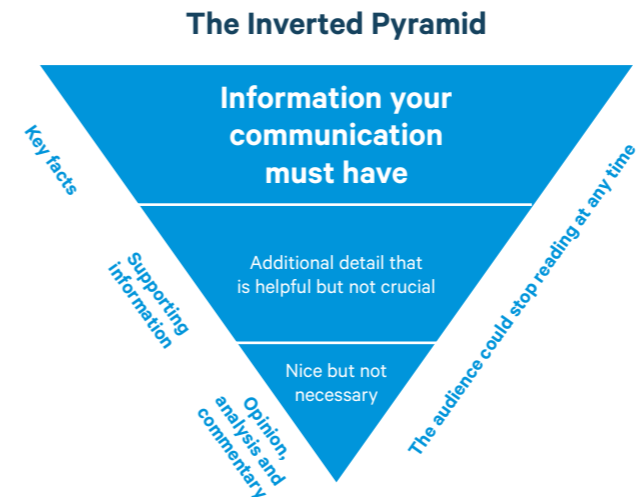 The Inverted Pyramid
Information your
communication
must have
Key facts
Additional detail that
is helpful but not crucial
Supporting
information
Nice but not
necessary
Opinion,
analysis and
commentary
The audience could stop reading at any time